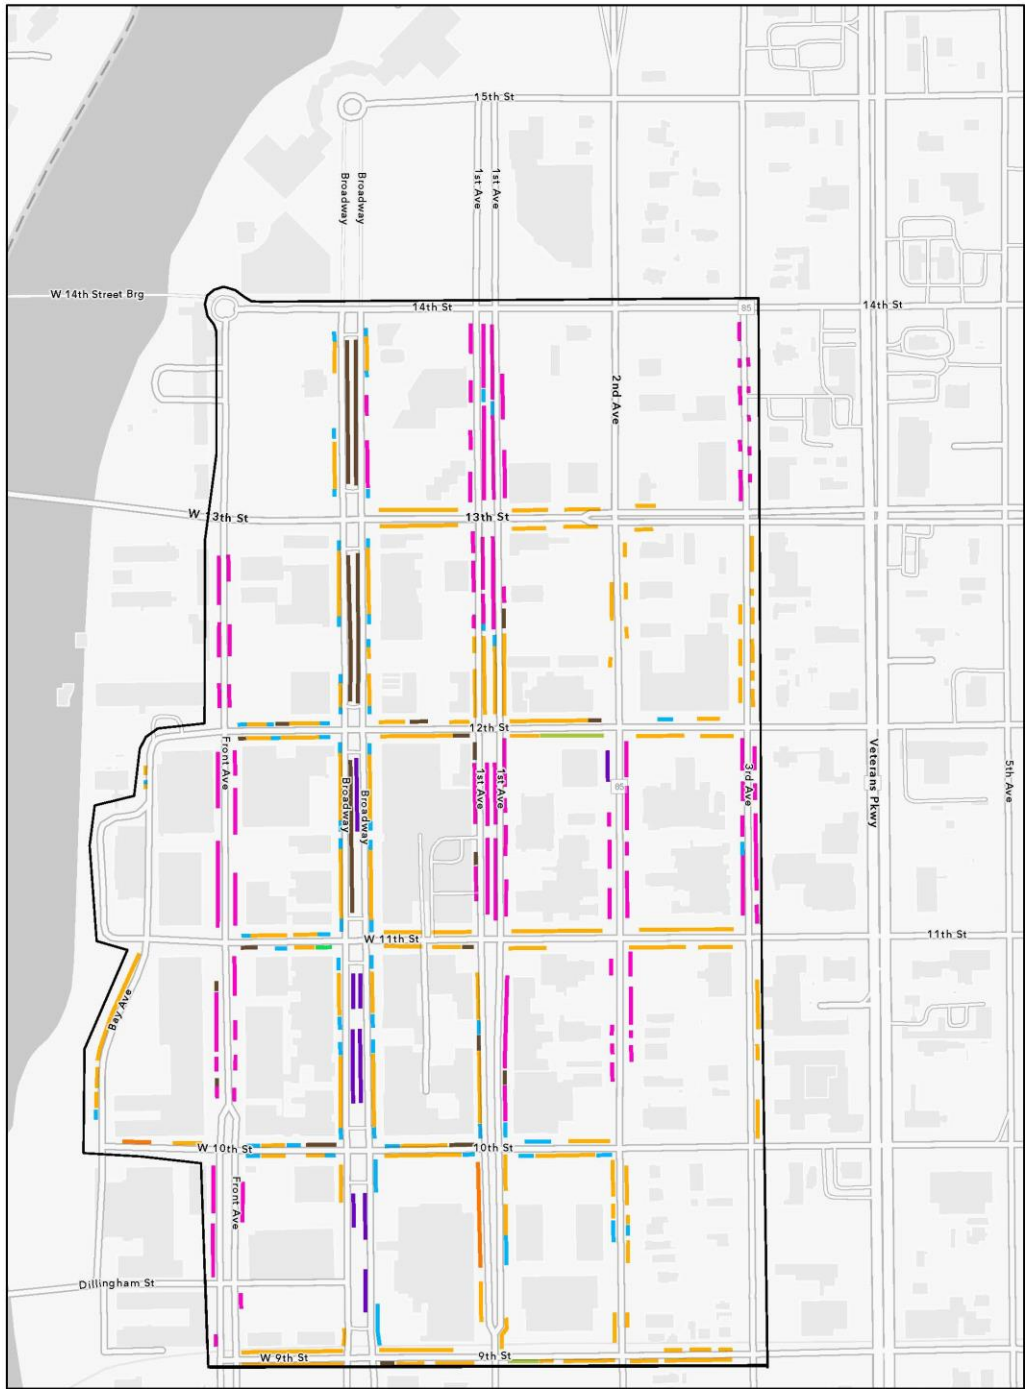 15th St
Broadway
Broadway
1st Ave
1st Ave
W 14th Street Brg
14th St
85
14th St
2nd Ave
W 13th St
13th St
12th St
Front Ave
Broadway
Broadway
1st Ave
1st Ave
85
3rd Ave
Veterans Pkwy
5th Ave
W 11th St
11th St
Bay Ave
W 10th St
10th St
Front Ave
Dillingham St
W 9th St
9th St